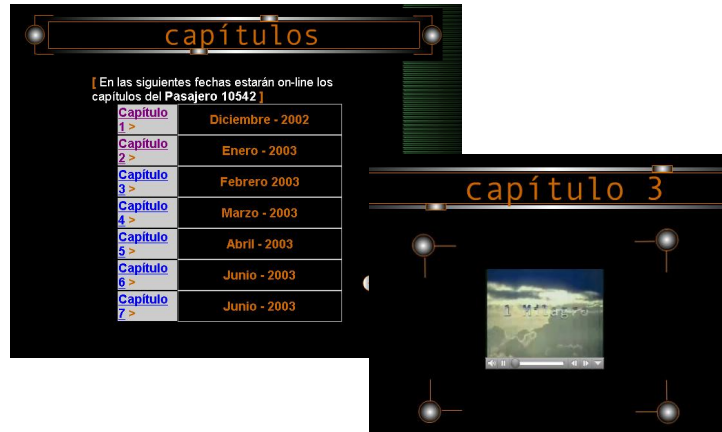 capítulos
[ En las siguientes fechas estarán on-line los
capítulos del Pasajero 10542 ]
Capítulo
1 >
Diciembre - 2002
Capítulo
2 >
Enero - 2003
Capítulo
3 >
Febrero 2003
Capítulo
4 >
Marzo - 2003
Capítulo
5 >
Abril - 2003
Capítulo
6 >
Junio - 2003
Capítulo
7 >
Junio - 2003
capítulo 3